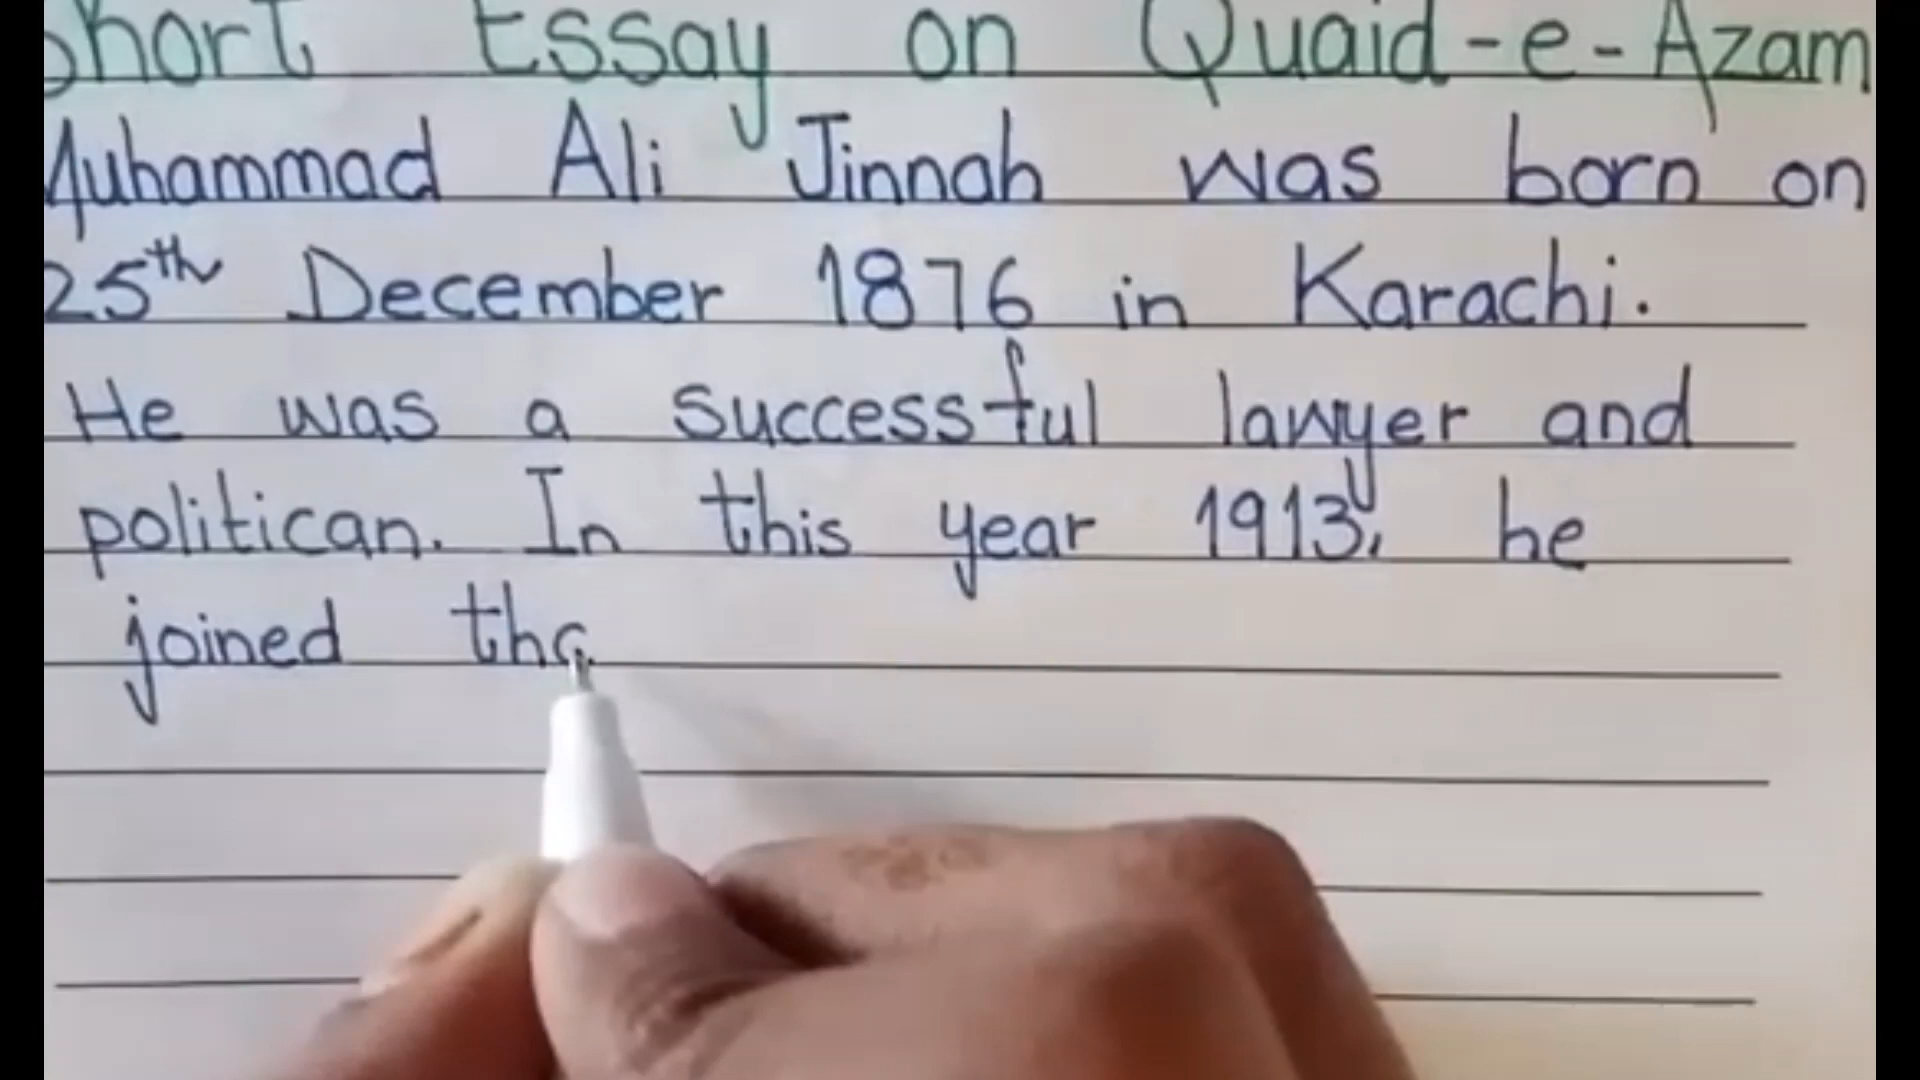 Short Essay on Quaid-e-Azam
Muhammad Ali Jinnah was born on
25th December 1876 in Karachi.
He was a successful lawyer and
politican. In this year 1913, he
joined the